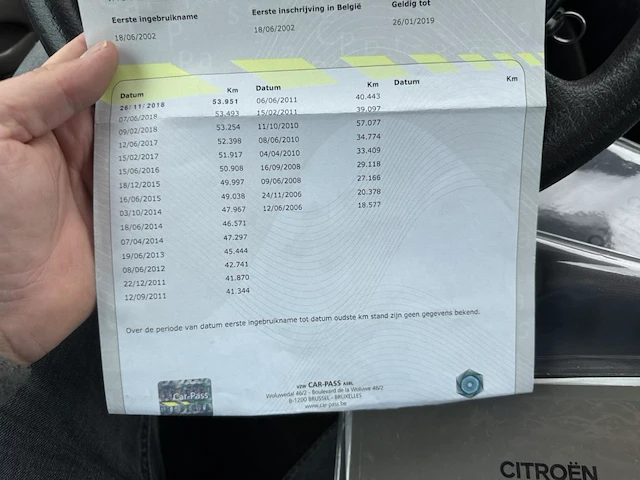 Eerste ingebruikname
18/06/2002
Eerste inschrijving in België
18/06/2002
Geldig tot
26/01/2019
Datum Km Datum Km Datum Km
26/11/2018 53.951 06/06/2011 40.443
07/06/2018 53.493 15/02/2011 39.097
09/02/2018 53.254 11/10/2010 57.077
12/06/2017 52.398 08/06/2010 34.774
15/02/2017 51.917 04/04/2010 33.409
15/06/2016 50.908 16/09/2008 29.118
18/12/2015 49.997 09/06/2008 27.166
16/06/2015 49.038 24/11/2006 20.378
03/10/2014 47.967 12/06/2006 18.577
18/06/2014 46.571
07/04/2014 47.297
19/06/2013 45.444
08/06/2012 42.741
22/12/2011 41.870
12/09/2011 41.344
Over de periode van datum eerste ingebruikname tot datum oudste km stand zijn geen gegevens bekend.
Car-Pass
vzw CAR-PASS asbl
Woluwedal 46/2 - Boulevard de la Woluwe 46/2
B-1200 BRUSSEL - BRUXELLES
www.car-pass.be
CITROËN